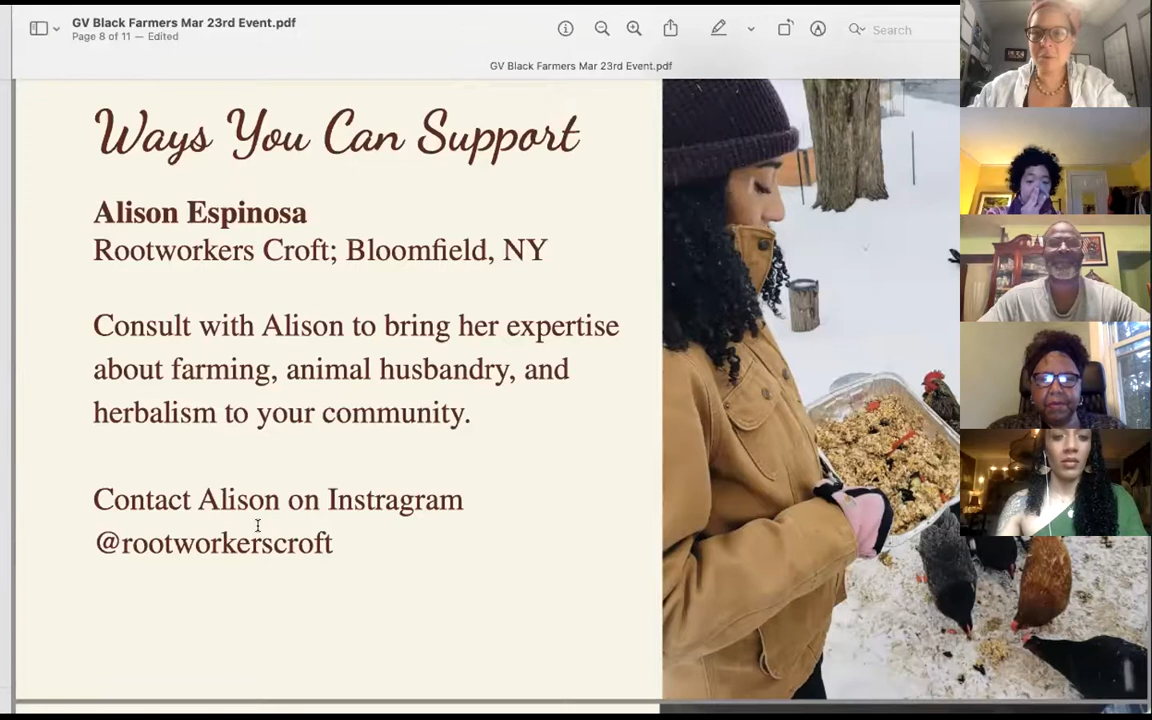 GV Black Farmers Mar 23rd Event.pdf
Page 8 of 11 — Edited
Search
GV Black Farmers Mar 23rd Event.pdf
Ways You Can Support
Alison Espinosa
Rootworkers Croft; Bloomfield, NY
Consult with Alison to bring her expertise
about farming, animal husbandry, and
herbalism to your community.
Contact Alison on Instragram
@rootworkerscroft